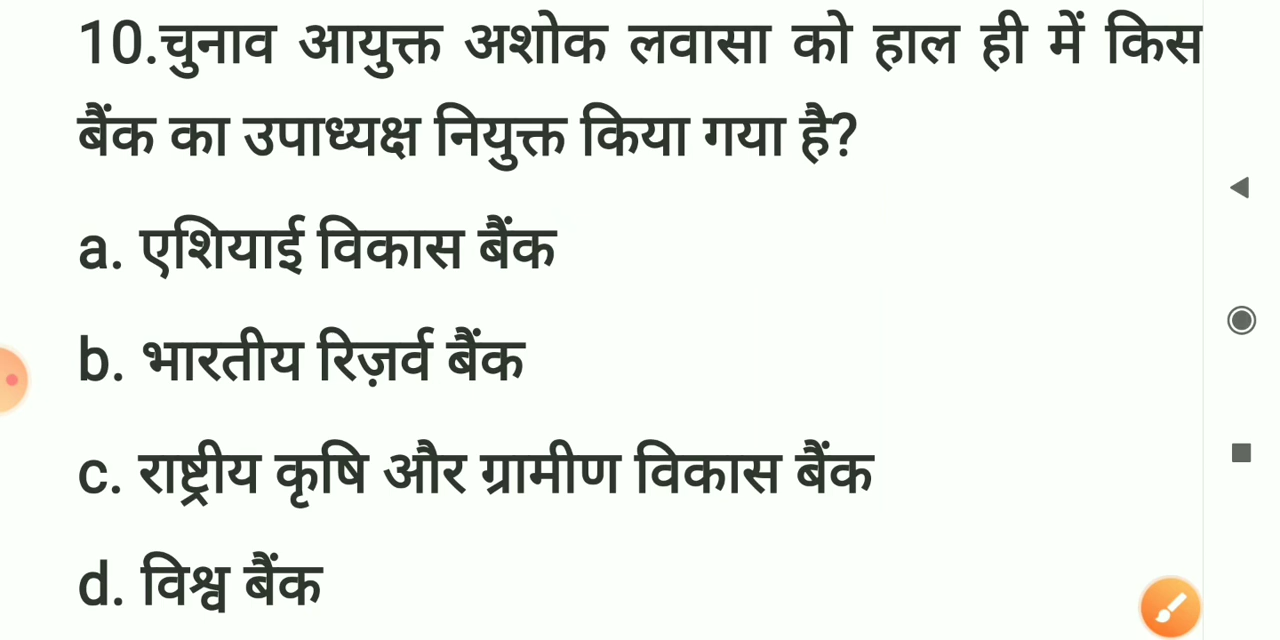 10.चुनाव आयुक्त अशोक लवासा को हाल ही में किस
बैंक का उपाध्यक्ष नियुक्त किया गया है?
a. एशियाई विकास बैंक
b. भारतीय रिज़र्व बैंक
c. राष्ट्रीय कृषि और ग्रामीण विकास बैंक
d. विश्व बैंक